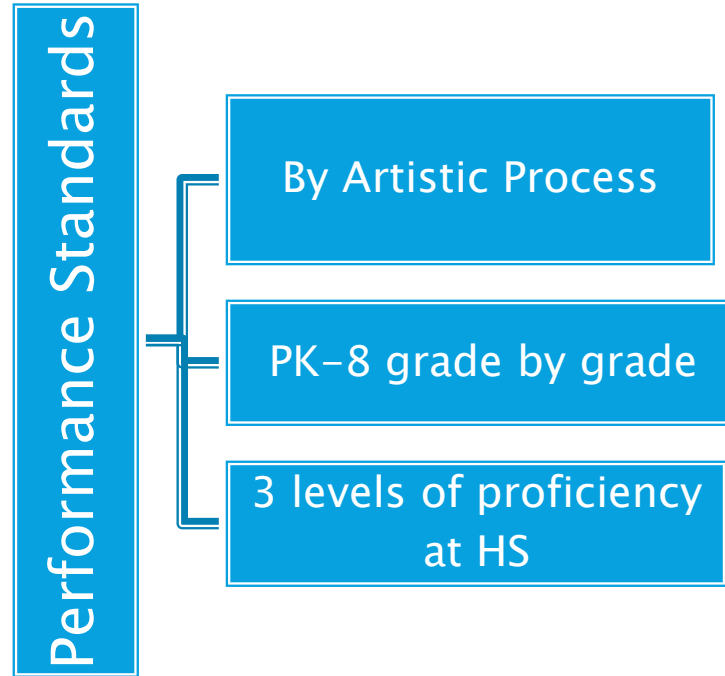 Performance Standards
By Artistic Process
PK-8 grade by grade
3 levels of proficiency
at HS